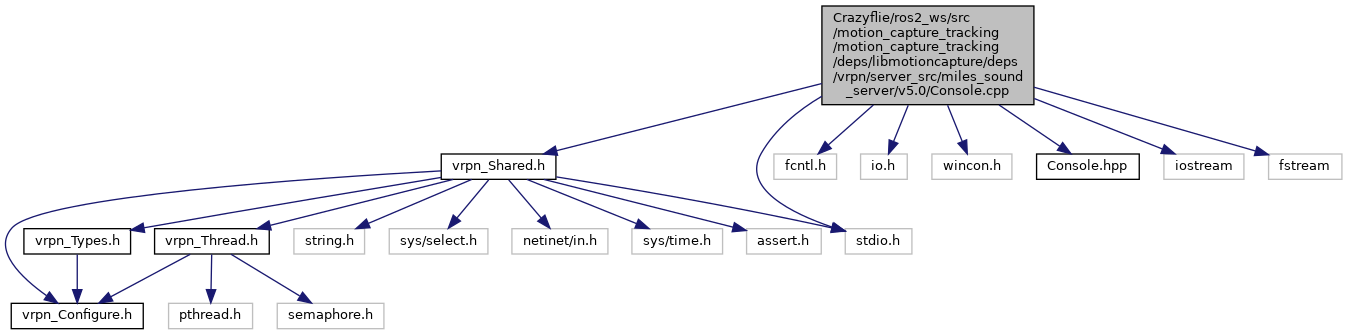 Crazyflie/ros2_ws/src
/motion_capture_tracking
/motion_capture_tracking
/deps/libmotioncapture/deps
/vrpn/server_src/miles_sound
_server/v5.0/Console.cpp
vrpn_Shared.h
fcntl.h
io.h
wincon.h
Console.hpp
iostream
fstream
vrpn_Types.h
vrpn_Thread.h
string.h
sys/select.h
netinet/in.h
sys/time.h
assert.h
stdio.h
vrpn_Configure.h
pthread.h
semaphore.h